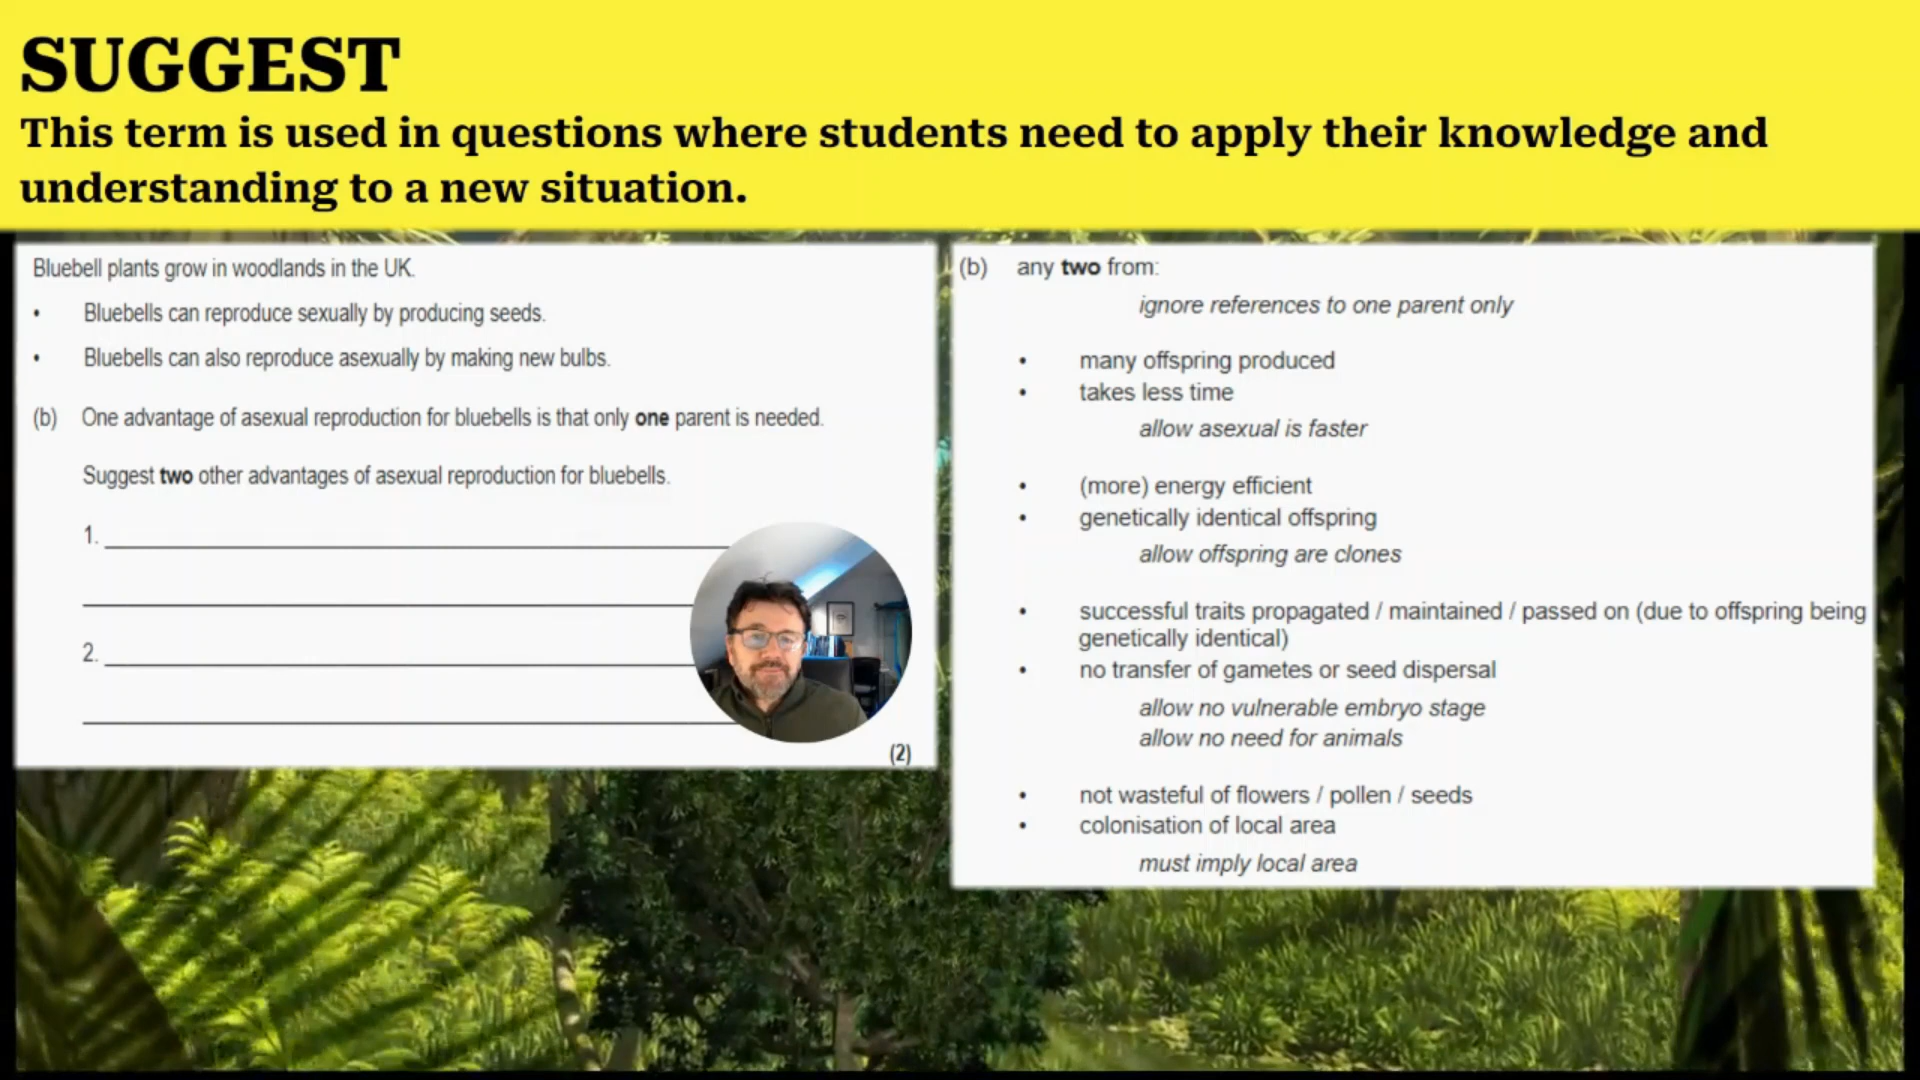 SUGGEST
This term is used in questions where students need to apply their knowledge and
understanding to a new situation.
Bluebell plants grow in woodlands in the UK.
• Bluebells can reproduce sexually by producing seeds.
• Bluebells can also reproduce asexually by making new bulbs.
(b) One advantage of asexual reproduction for bluebells is that only one parent is needed.
Suggest two other advantages of asexual reproduction for bluebells.
1.
2.
(2)
(b) any two from:
ignore references to one parent only
• many offspring produced
• takes less time
allow asexual is faster
• (more) energy efficient
• genetically identical offspring
allow offspring are clones
• successful traits propagated / maintained / passed on (due to offspring being
genetically identical)
• no transfer of gametes or seed dispersal
allow no vulnerable embryo stage
allow no need for animals
• not wasteful of flowers / pollen / seeds
• colonisation of local area
must imply local area